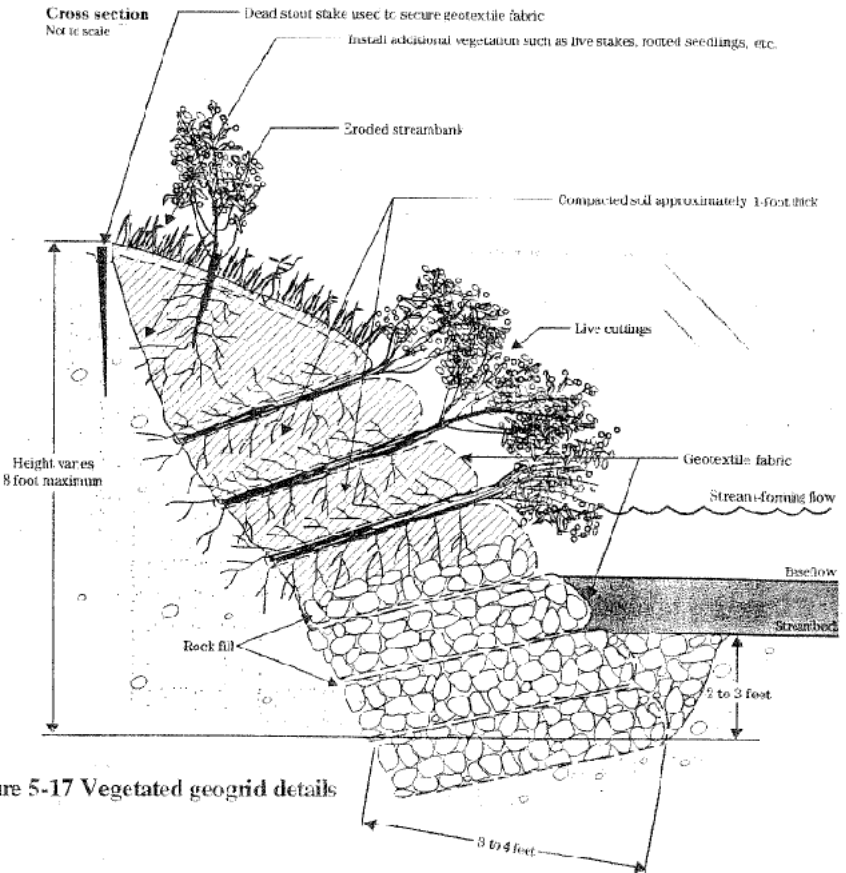 Cross section
Not to scale
Dead stout stake used to secure geotextile fabric
Install additional vegetation such as live stakes, rooted seedlings, etc.
Eroded streambank
Compacted soil approximately 1-foot thick
Live cuttings
Height varies
8 foot maximum
Geotextile fabric
Stream-forming flow
Baseflow
Streambed
Rock fill
2 to 3 feet
ure 5-17 Vegetated geogrid details
3 to 4 feet